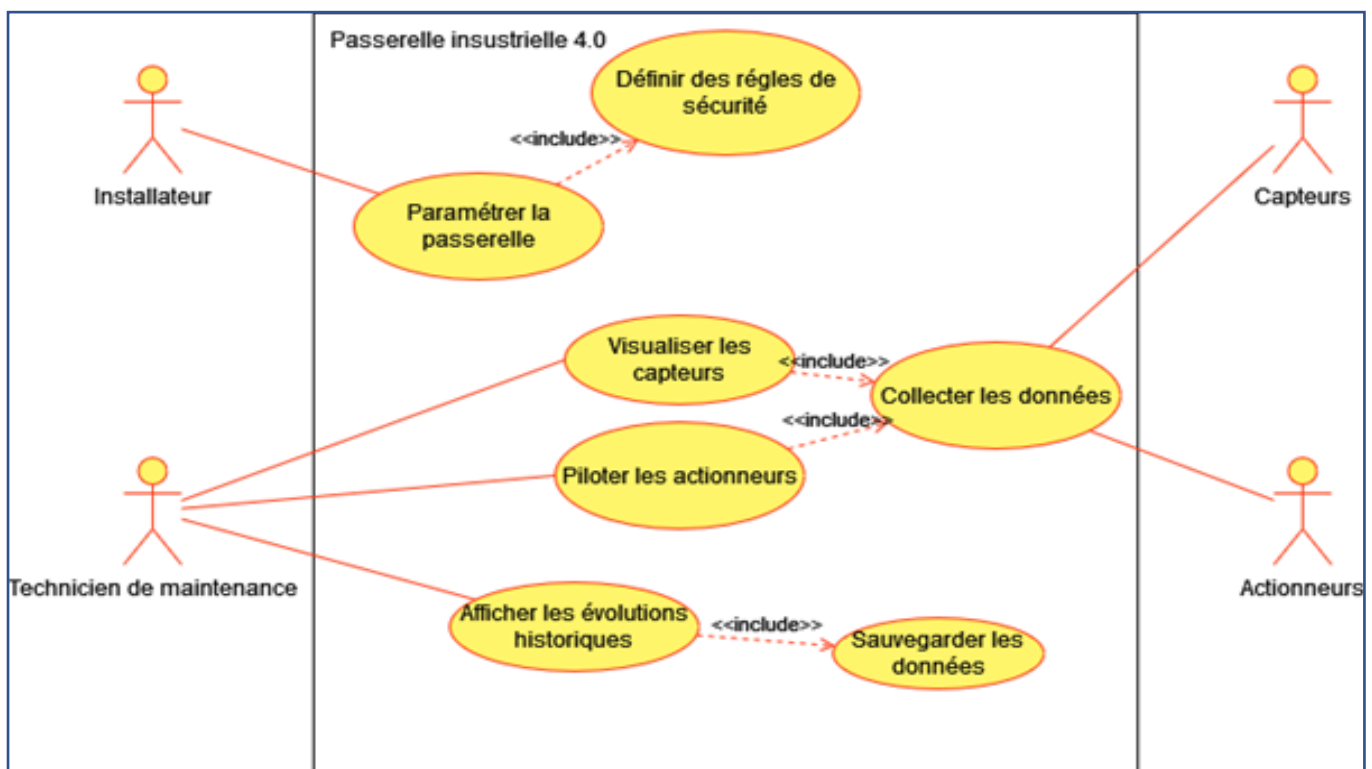 Passerelle insustrielle 4.0
Définir des régles de
sécurité
<<include>>
Installateur
Paramétrer la
passerelle
Capteurs
Visualiser les
capteurs
<<include>>
Collecter les données
<<include>>
Piloter les actionneurs
Technicien de maintenance
Actionneurs
Afficher les évolutions
historiques
<<include>>
Sauvegarder les
données